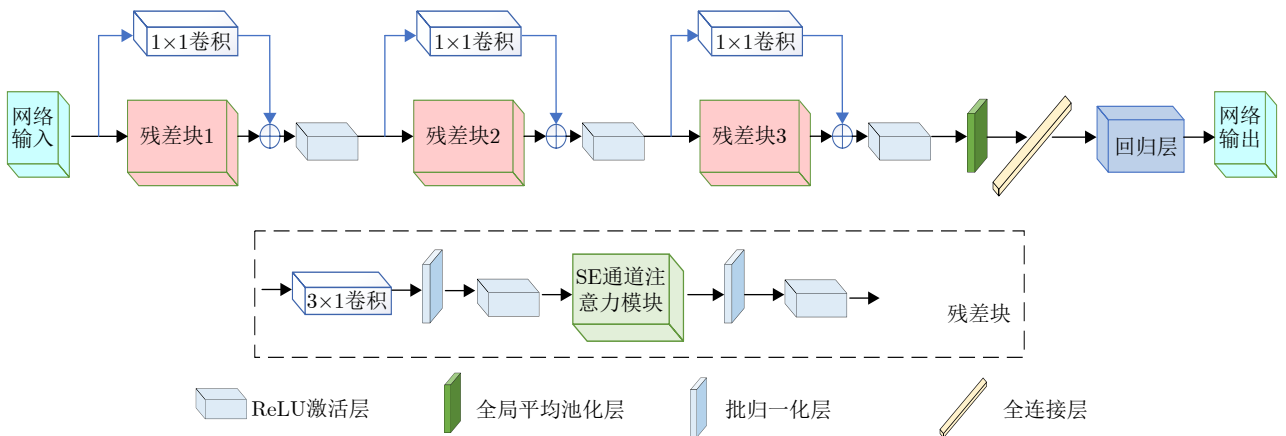 1×1卷积
1×1卷积
1×1卷积
网络
输入
残差块1
残差块2
残差块3
回归层
网络
输出
3×1卷积
SE通道注
意力模块
残差块
ReLU激活层
全局平均池化层
批归一化层
全连接层